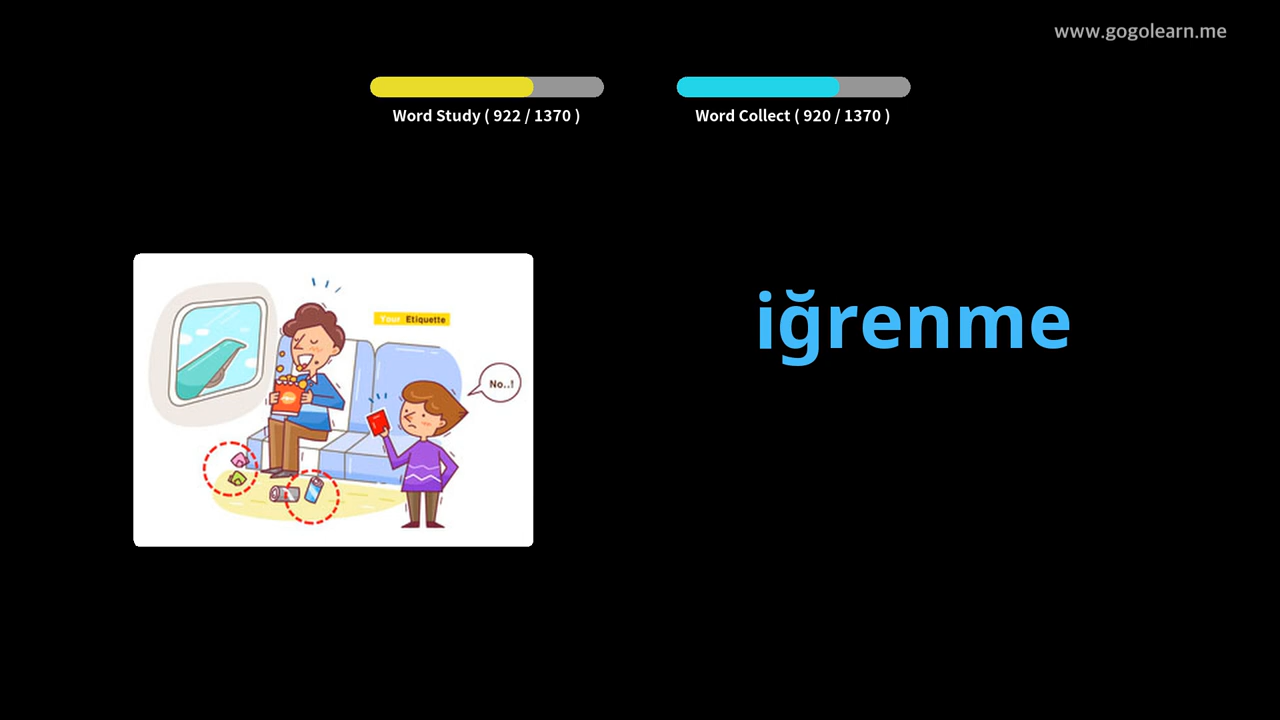 www.gogolearn.me
Word Study ( 922 / 1370 )
Word Collect ( 920 / 1370 )
Your Etiquette
No..!
iğrenme